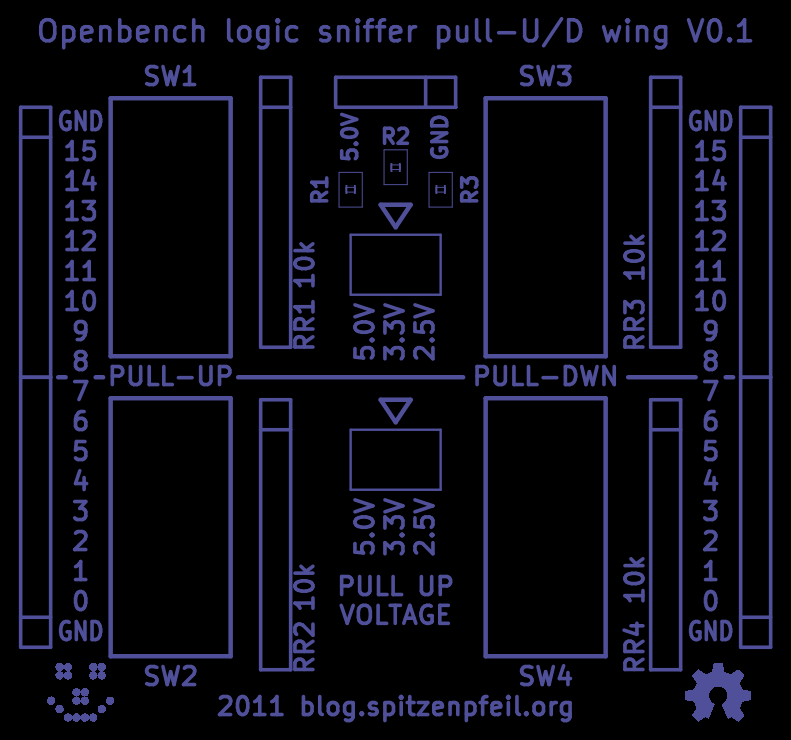 Openbench logic sniffer pull-U/D wing V0.1
SW1
SW3
GND
15
14
13
12
11
10
9
8
7
6
5
4
3
2
1
0
GND
RR1 10k
5.0V
R2
GND
R1
R3
5.0V
3.3V
2.5V
RR3 10k
GND
15
14
13
12
11
10
9
8
7
6
5
4
3
2
1
0
GND
PULL-UP
PULL-DWN
RR2 10k
5.0V
3.3V
2.5V
PULL UP
VOLTAGE
RR4 10k
SW2
SW4
2011 blog.spitzenpfeil.org